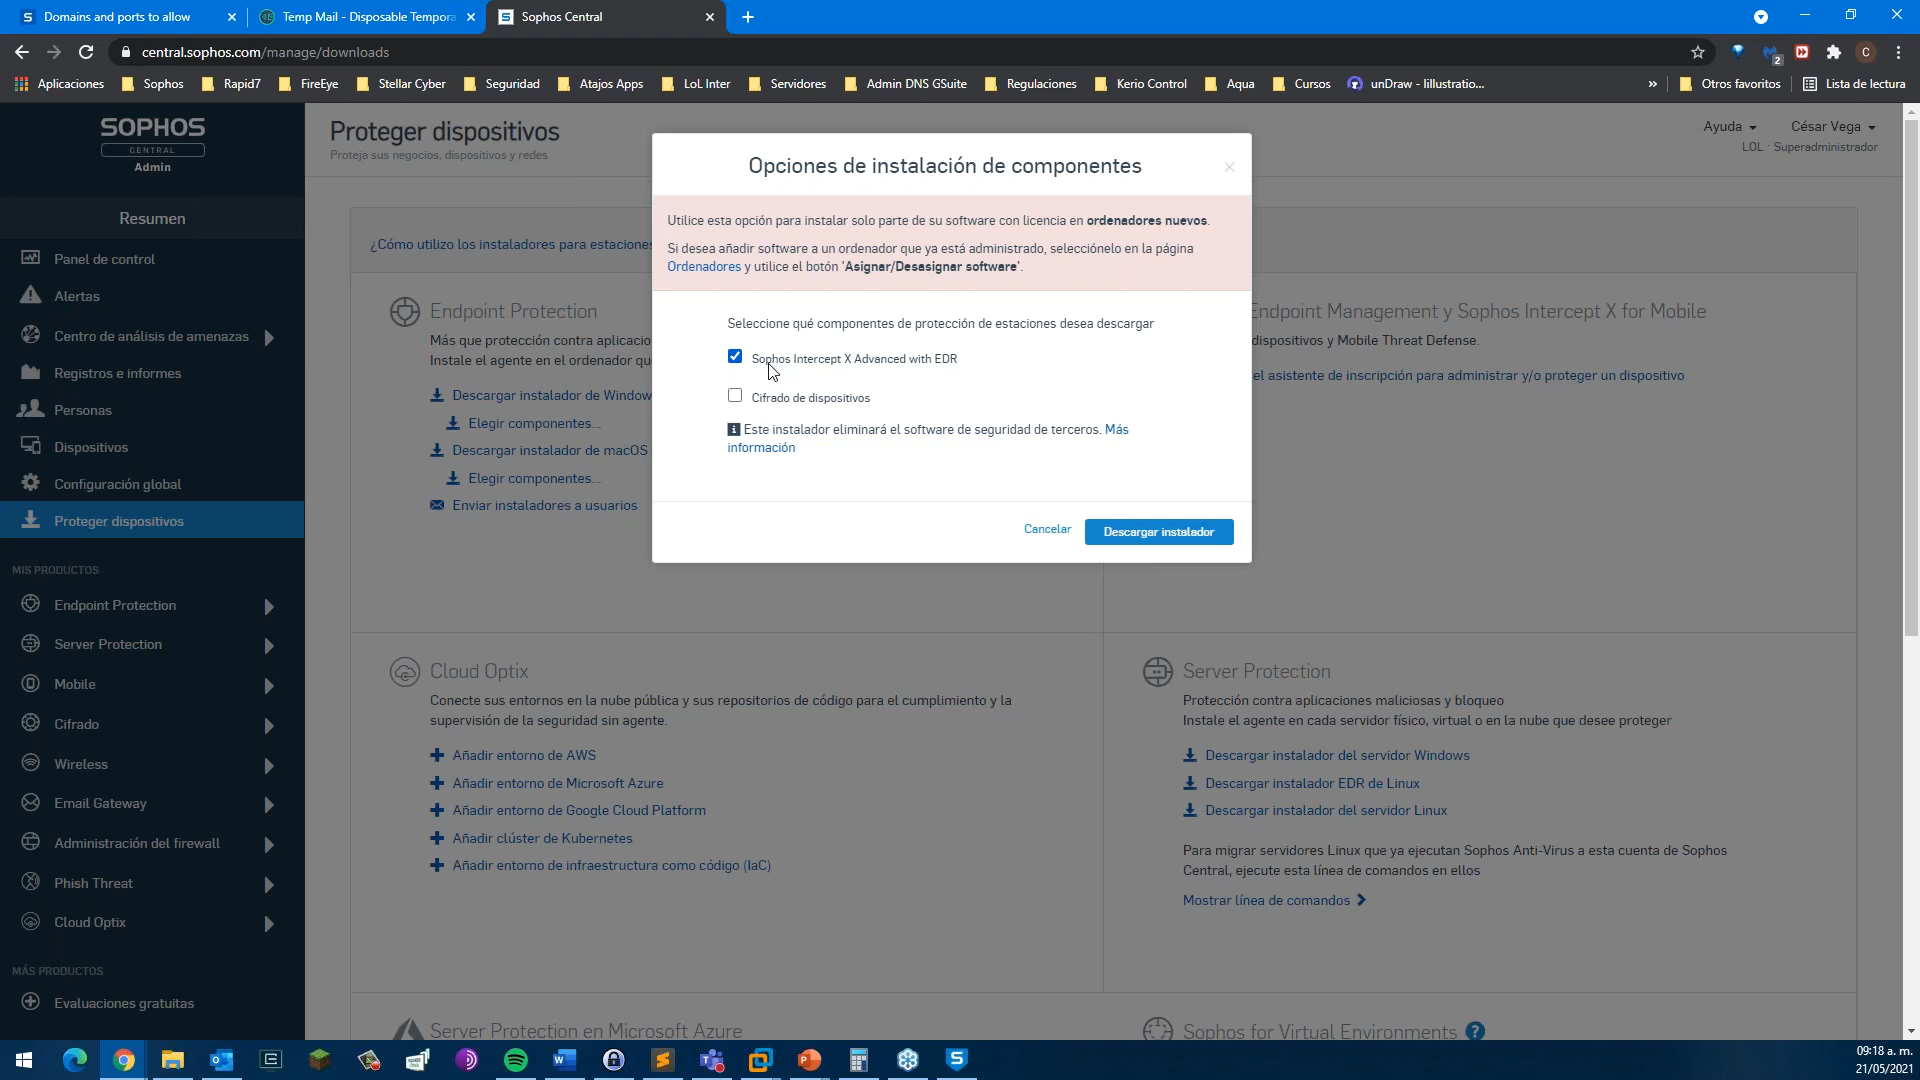 Domains and ports to allow
Temp Mail - Disposable Tempora
Sophos Central
central.sophos.com/manage/downloads
Aplicaciones
Sophos
Rapid7
FireEye
Stellar Cyber
Seguridad
Atajos Apps
LoL Inter
Servidores
Admin DNS GSuite
Regulaciones
Kerio Control
Aqua
Cursos
unDraw - Iillustratio...
»
Otros favoritos
Lista de lectura
2
C
SOPHOS
CENTRAL
Admin
Resumen
Panel de control
Alertas
Centro de análisis de amenazas
Registros e informes
Personas
Dispositivos
Configuración global
Proteger dispositivos
MIS PRODUCTOS
Endpoint Protection
Server Protection
Mobile
Cifrado
Wireless
Email Gateway
Administración del firewall
Phish Threat
Cloud Optix
MÁS PRODUCTOS
Evaluaciones gratuitas
Proteger dispositivos
Proteja sus negocios, dispositivos y redes
Ayuda
César Vega
LOL · Superadministrador
¿Cómo utilizo los instaladores para estaciones
Endpoint Protection
Más que protección contra aplicacio
Instale el agente en el ordenador qu
Descargar instalador de Window
Elegir componentes...
Descargar instalador de macOS
Elegir componentes...
Enviar instaladores a usuarios
Opciones de instalación de componentes
×
Utilice esta opción para instalar solo parte de su software con licencia en ordenadores nuevos.
Si desea añadir software a un ordenador que ya está administrado, selecciónelo en la página
Ordenadores y utilice el botón 'Asignar/Desasignar software'.
Seleccione qué componentes de protección de estaciones desea descargar
Sophos Intercept X Advanced with EDR
Cifrado de dispositivos
Este instalador eliminará el software de seguridad de terceros. Más
información
Cancelar
Descargar instalador
Endpoint Management y Sophos Intercept X for Mobile
dispositivos y Mobile Threat Defense.
el asistente de inscripción para administrar y/o proteger un dispositivo
Cloud Optix
Conecte sus entornos en la nube pública y sus repositorios de código para el cumplimiento y la
supervisión de la seguridad sin agente.
Añadir entorno de AWS
Añadir entorno de Microsoft Azure
Añadir entorno de Google Cloud Platform
Añadir clúster de Kubernetes
Añadir entorno de infraestructura como código (IaC)
Server Protection
Protección contra aplicaciones maliciosas y bloqueo
Instale el agente en cada servidor físico, virtual o en la nube que desee proteger
Descargar instalador del servidor Windows
Descargar instalador EDR de Linux
Descargar instalador del servidor Linux
Para migrar servidores Linux que ya ejecutan Sophos Anti-Virus a esta cuenta de Sophos
Central, ejecute esta línea de comandos en ellos
Mostrar línea de comandos
Server Protection en Microsoft Azure
Sophos for Virtual Environments
09:18 a. m.
21/05/2021